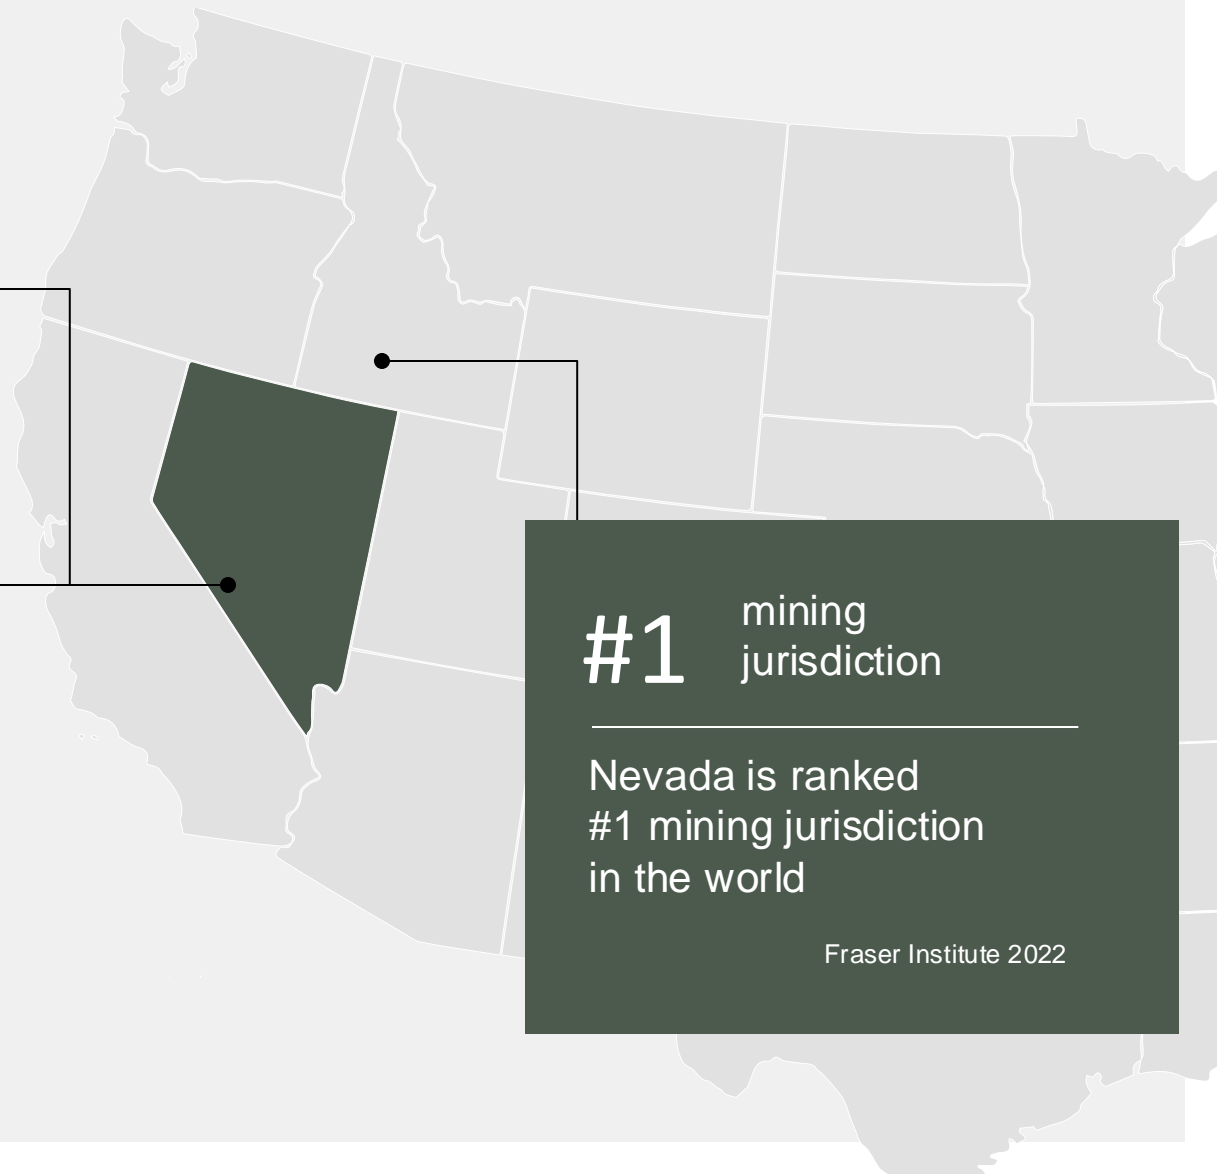 #1
mining
jurisdiction
Nevada is ranked
#1 mining jurisdiction
in the world
Fraser Institute 2022